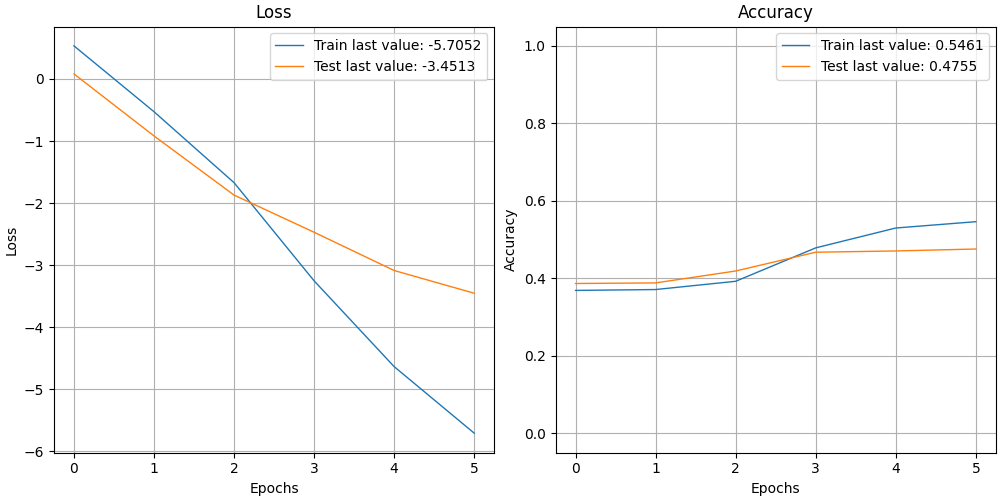 Loss
Train last value: -5.7052
Test last value: -3.4513
0
−1
−2
−3
−4
−5
−6
Loss
0
1
2
3
4
5
Epochs
Accuracy
Train last value: 0.5461
Test last value: 0.4755
1.0
0.8
0.6
0.4
0.2
0.0
Accuracy
0
1
2
3
4
5
Epochs